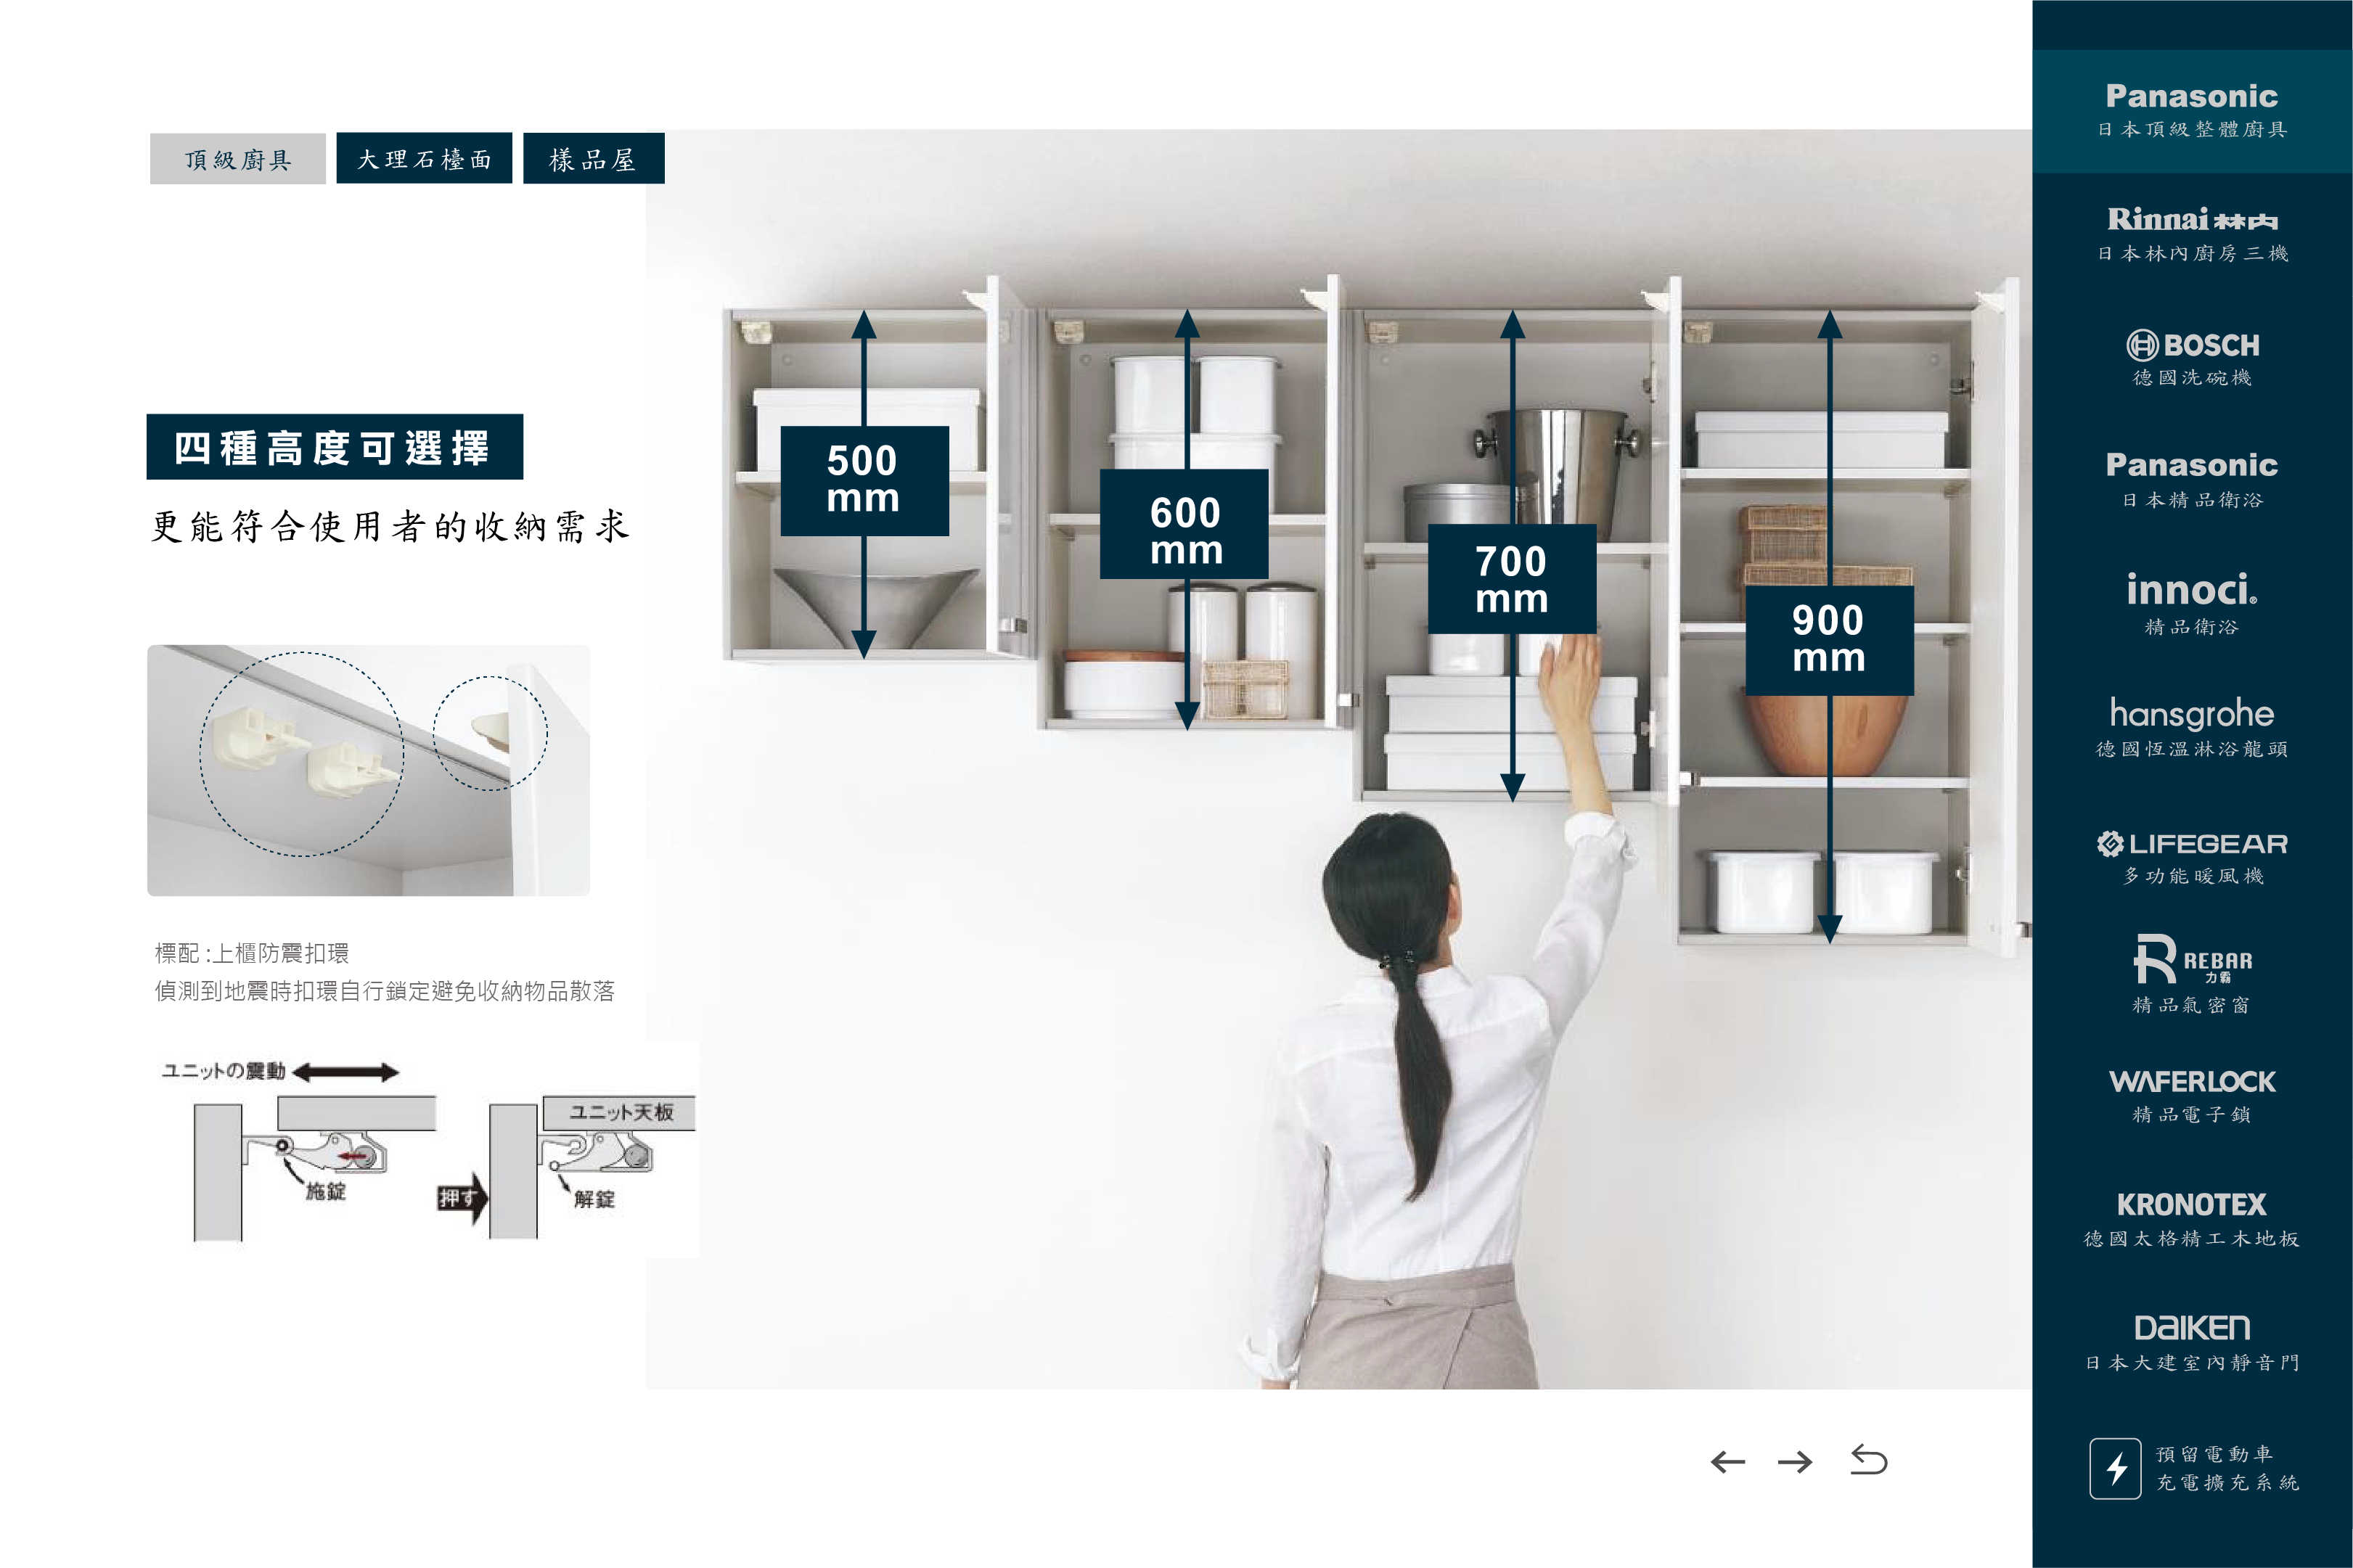 頂級廚具
大理石檯面
樣品屋
四種高度可選擇
更能符合使用者的收納需求
標配:上櫃防震扣環
偵測到地震時扣環自行鎖定避免收納物品散落
ユニットの震動
ユニット天板
施錠
押す
解錠
500
mm
600
mm
700
mm
900
mm
Panasonic
日本頂級整體廚具
Rinnai 林内
日本林內廚房三機
BOSCH
德國洗碗機
Panasonic
日本精品衛浴
innoci®
精品衛浴
hansgrohe
德國恆溫淋浴龍頭
LIFEGEAR
多功能暖風機
REBAR
力霸
精品氣密窗
WAFERLOCK
精品電子鎖
KRONOTEX
德國太格精工木地板
DAIKEN
日本大建室內靜音門
預留電動車
充電擴充系統